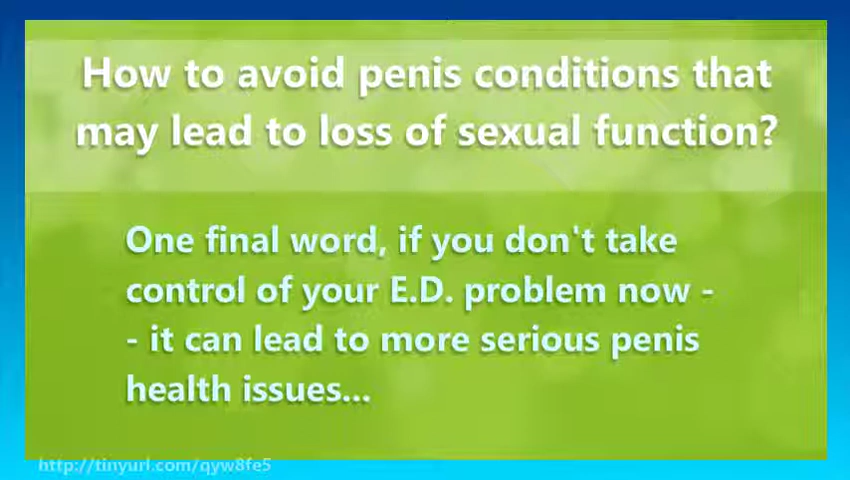 How to avoid penis conditions that
may lead to loss of sexual function?
One final word, if you don't take
control of your E.D. problem now -
- it can lead to more serious penis
health issues...
http://tinyurl.com/qyw8fe5